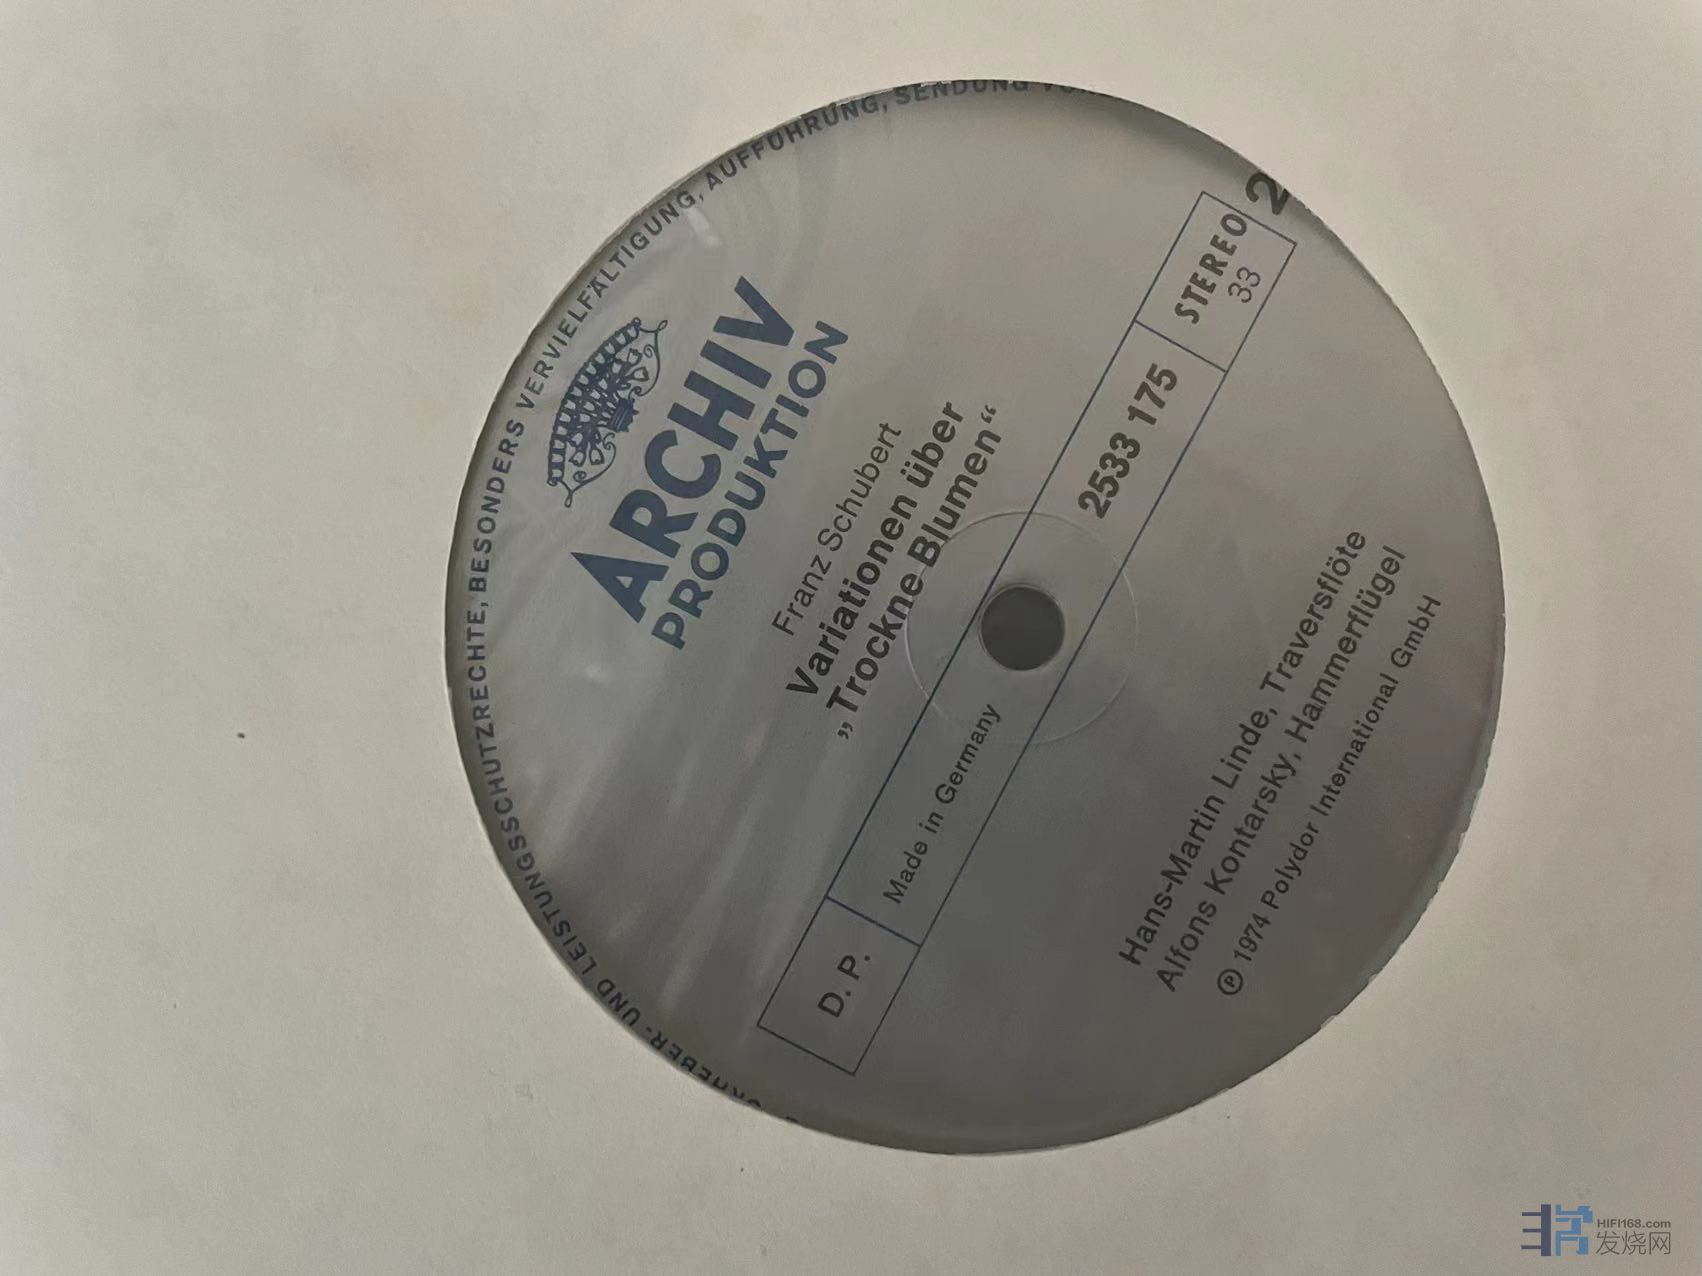 URHEBER- UND LEISTUNGSSCHUTZRECHTE, BESONDERS VERVIELFÄLTIGUNG, AUFFÜHRUNG, SENDUNG
ARCHIV
PRODUKTION
Franz Schubert
Variationen über
„Trockne Blumen“
D. P.
Made in Germany
2533 175
STEREO
33
2
Hans-Martin Linde, Traversflöte
Alfons Kontarsky, Hammerflügel
Ⓟ 1974 Polydor International GmbH
HIFI168.com
发烧网